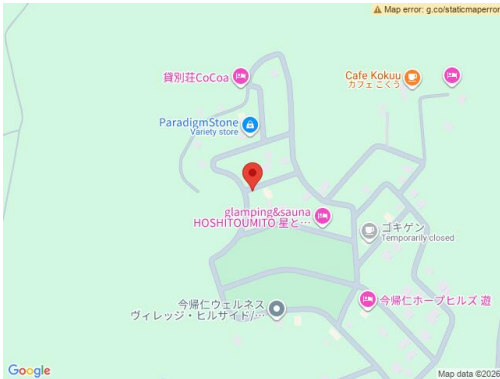 Map error: g.co/staticmaperror
貸別荘CoCoa
Cafe Kokuu
カフェ こくう
ParadigmStone
Variety store
glamping&sauna
HOSHITOUMITO 星と…
ゴキゲン
Temporarily closed
今帰仁ホープヒルズ 遊
今帰仁ウェルネス
ヴィレッジ・ヒルサイド/…
Google
Map data ©2026